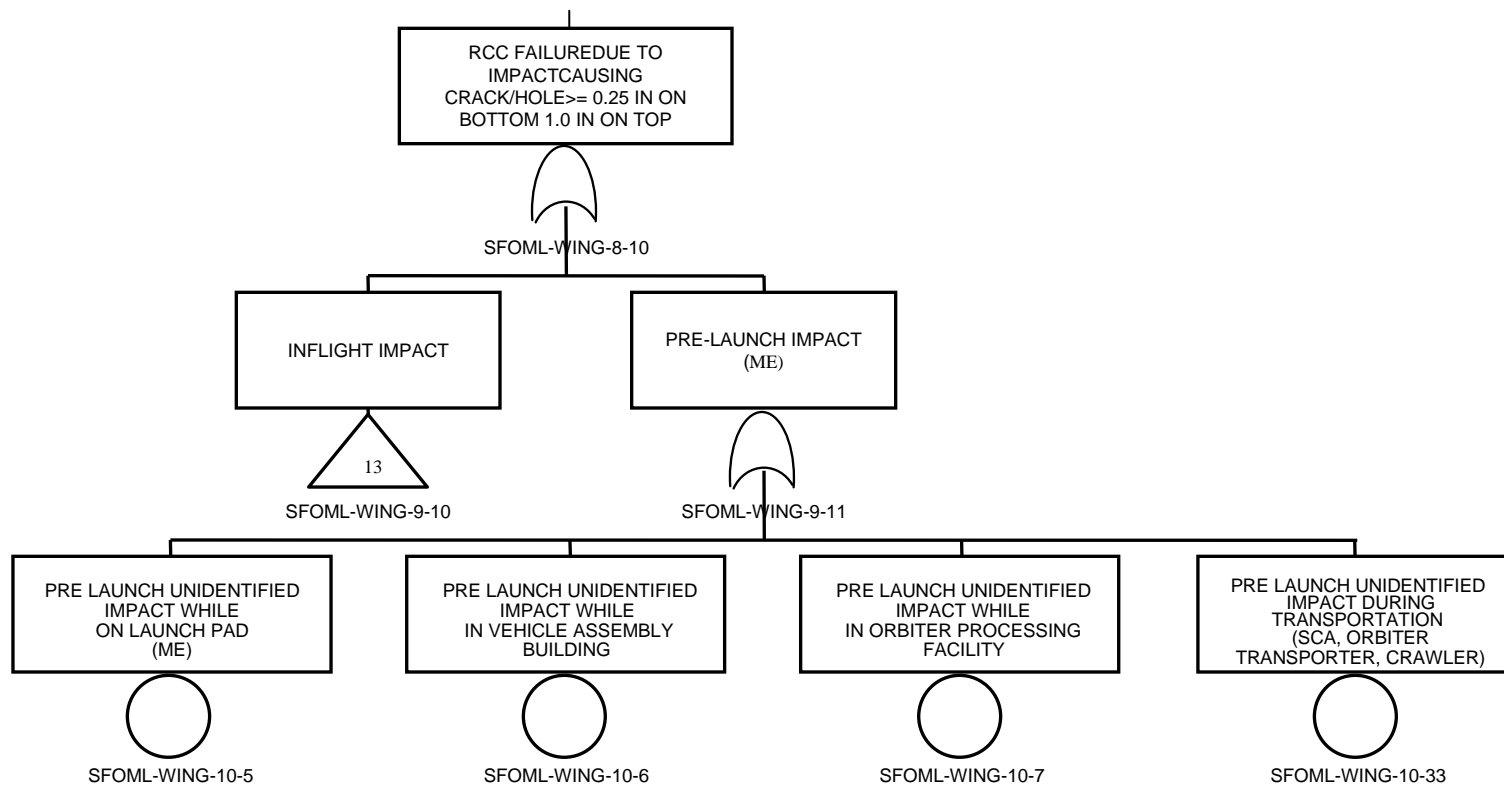 RCC FAILUREDUE TO
IMPACTCAUSING
CRACK/HOLE>= 0.25 IN ON
BOTTOM 1.0 IN ON TOP
SFOML-WING-8-10
INFLIGHT IMPACT
PRE-LAUNCH IMPACT
(ME)
13
SFOML-WING-9-10
SFOML-WING-9-11
PRE LAUNCH UNIDENTIFIED
IMPACT WHILE
ON LAUNCH PAD
(ME)
PRE LAUNCH UNIDENTIFIED
IMPACT WHILE
IN VEHICLE ASSEMBLY
BUILDING
PRE LAUNCH UNIDENTIFIED
IMPACT WHILE
IN ORBITER PROCESSING
FACILITY
PRE LAUNCH UNIDENTIFIED
IMPACT DURING
TRANSPORTATION
(SCA, ORBITER
TRANSPORTER, CRAWLER)
SFOML-WING-10-5
SFOML-WING-10-6
SFOML-WING-10-7
SFOML-WING-10-33